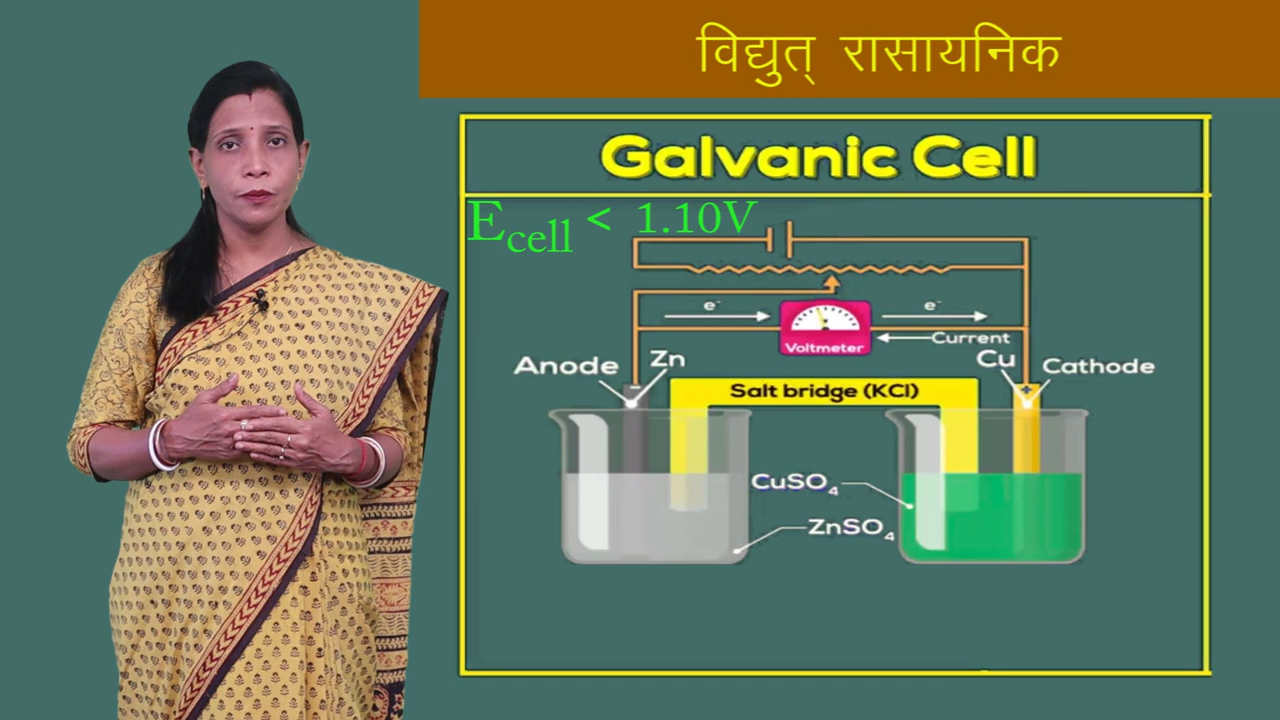 विद्युत् रासायनिक
Galvanic Cell
Ecell < 1.10V
e-
e-
Voltmeter
Current
Anode
Zn
Cu
Cathode
-
+
Salt bridge (KCl)
CuSO4
ZnSO4